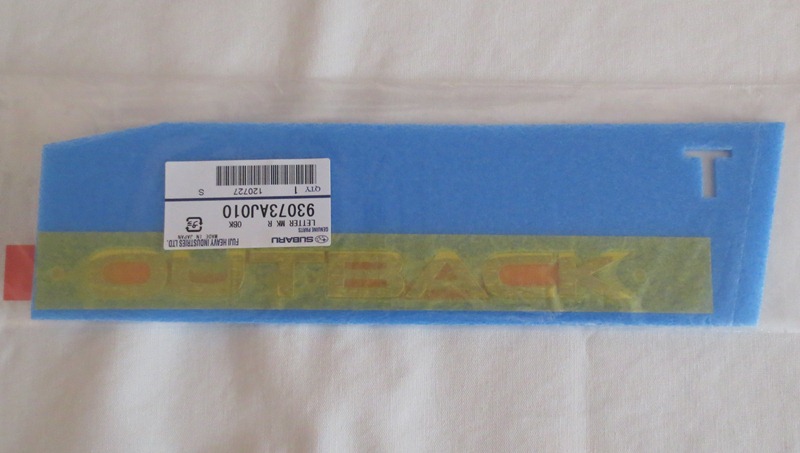 T
SUBARU FUJI HEAVY INDUSTRIES LTD.
GENUINE PARTS MADE IN JAPAN
LETTER MK R OBK
93073AJ010
QTY 1 120727 S
OUTBACK